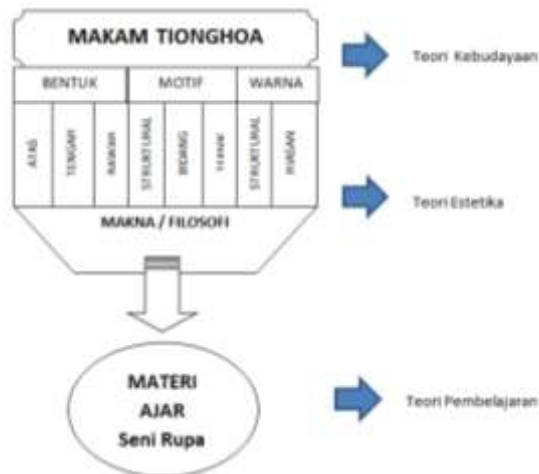 MAKAM TIONGHOA
BENTUK MOTIF WARNA
ATAS TENGAH BAWAH STRUKTURAL BIDANG STRUKTURAL HIASAN
MAKNA / FILOSOFI
MATERI
AJAR
Seni Rupa
Teori Kebudayaan
Teori Estetika
Teori Pembelajaran